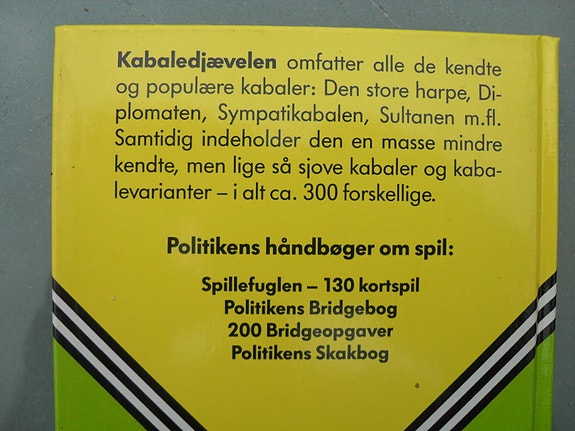 Kabaledjævelen omfatter alle de kendte
og populære kabaler: Den store harpe, Di-
plomaten, Sympatikabalen, Sultanen m.fl.
Samtidig indeholder den en masse mindre
kendte, men lige så sjove kabaler og kaba-
levarianter – i alt ca. 300 forskellige.
Politikens håndbøger om spil:
Spillefuglen – 130 kortspil
Politikens Bridgebog
200 Bridgeopgaver
Politikens Skakbog